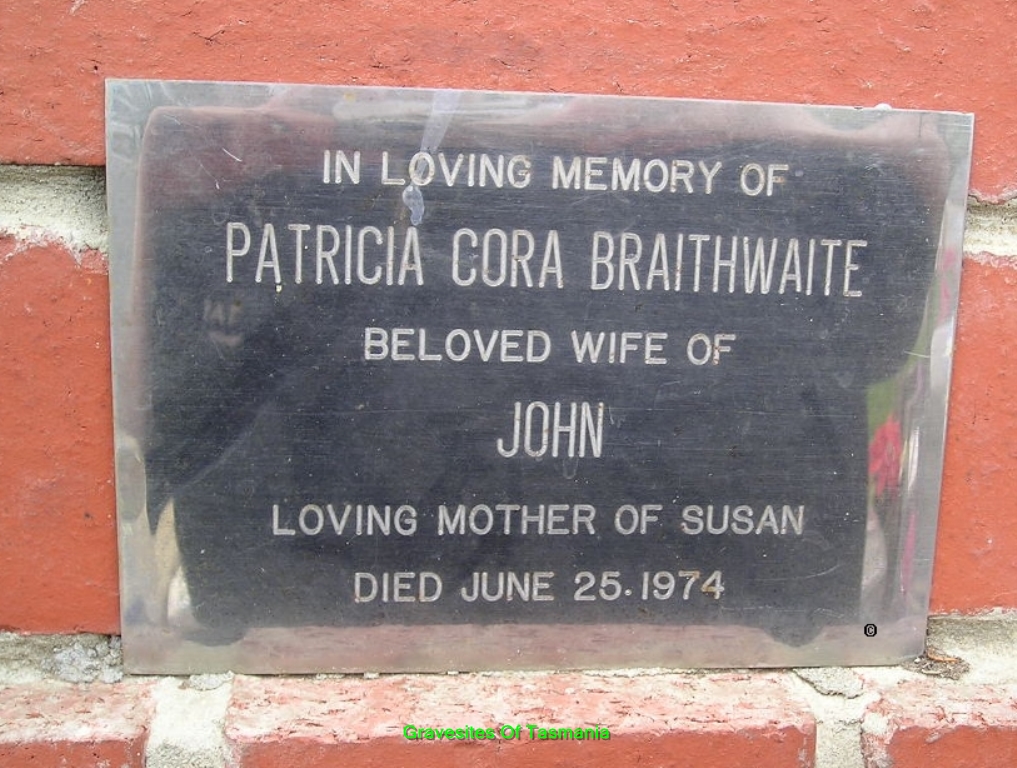 IN LOVING MEMORY OF
PATRICIA CORA BRAITHWAITE
BELOVED WIFE OF
JOHN
LOVING MOTHER OF SUSAN
DIED JUNE 25.1974
©
Gravesites Of Tasmania